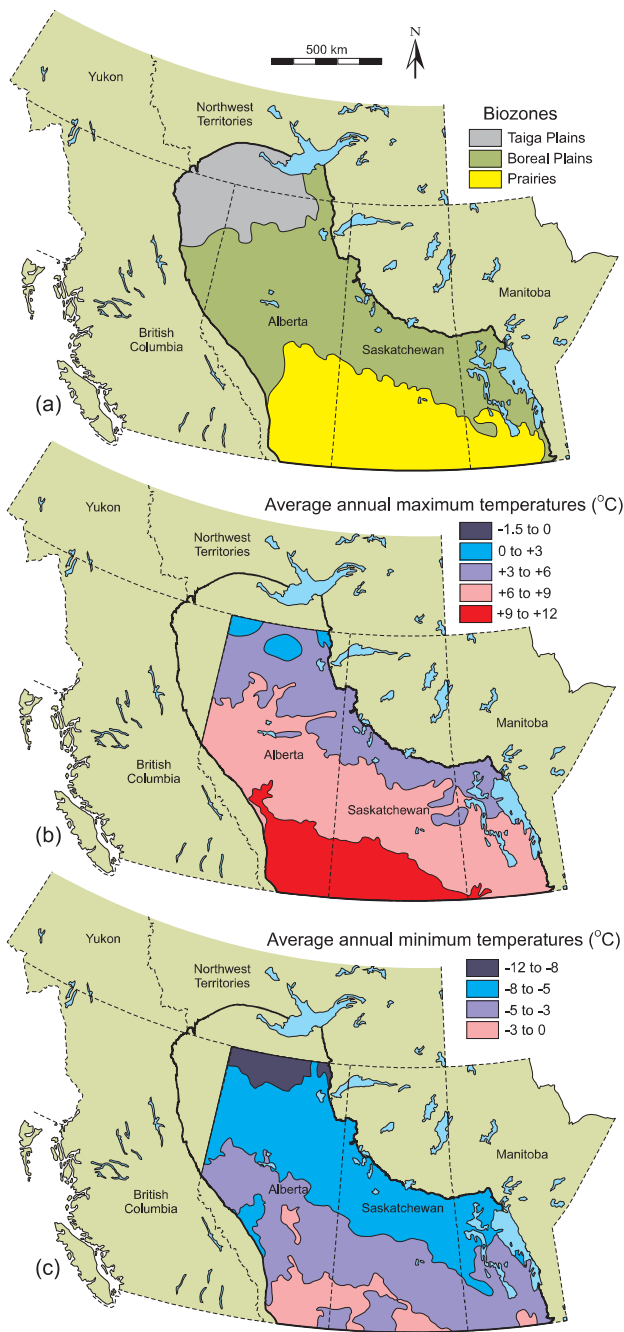 500 km
N
Yukon
Northwest
Territories
Biozones
Taiga Plains
Boreal Plains
Prairies
Manitoba
Alberta
British
Columbia
Saskatchewan
(a)
Average annual maximum temperatures (°C)
Yukon
Northwest
Territories
-1.5 to 0
0 to +3
+3 to +6
+6 to +9
+9 to +12
Manitoba
Alberta
British
Columbia
Saskatchewan
(b)
Average annual minimum temperatures (°C)
Yukon
Northwest
Territories
-12 to -8
-8 to -5
-5 to -3
-3 to 0
Manitoba
Alberta
British
Columbia
Saskatchewan
(c)